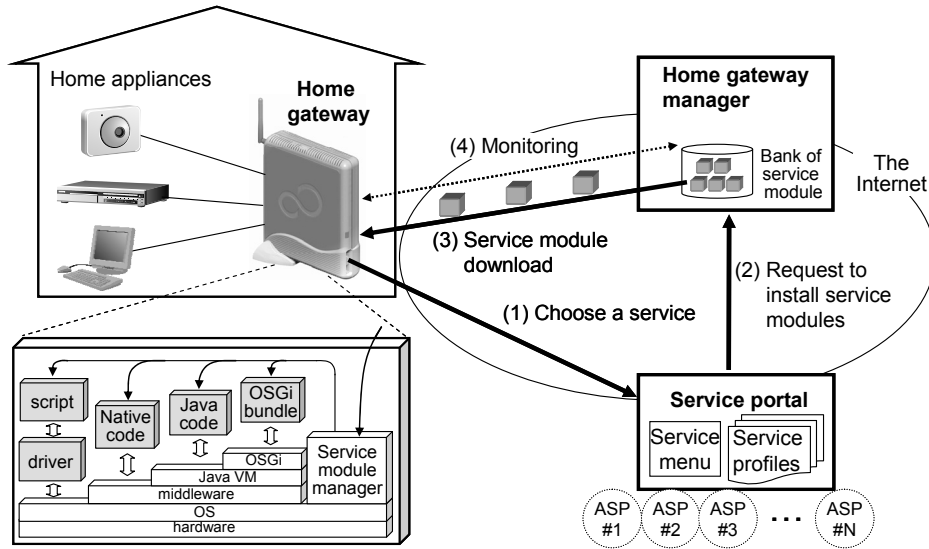 Home appliances
Home
gateway
Home gateway
manager
Bank of
service
module
The
Internet
(4) Monitoring
(3) Service module
download
(2) Request to
install service
modules
(1) Choose a service
Service portal
Service
menu
Service
profiles
ASP
#1
ASP
#2
ASP
#3
...
ASP
#N
script
driver
Native
code
Java
code
OSGi
bundle
Service
module
manager
OSGi
Java VM
middleware
OS
hardware